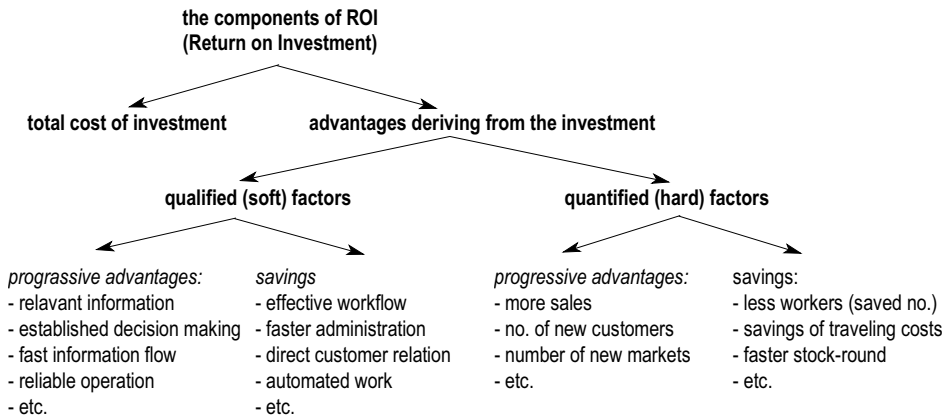 the components of ROI
(Return on Investment)
total cost of investment
advantages deriving from the investment
qualified (soft) factors
quantified (hard) factors
prograssive advantages:
- relavant information
- established decision making
- fast information flow
- reliable operation
- etc.
savings
- effective workflow
- faster administration
- direct customer relation
- automated work
- etc.
progressive advantages:
- more sales
- no. of new customers
- number of new markets
- etc.
savings:
- less workers (saved no.)
- savings of traveling costs
- faster stock-round
- etc.